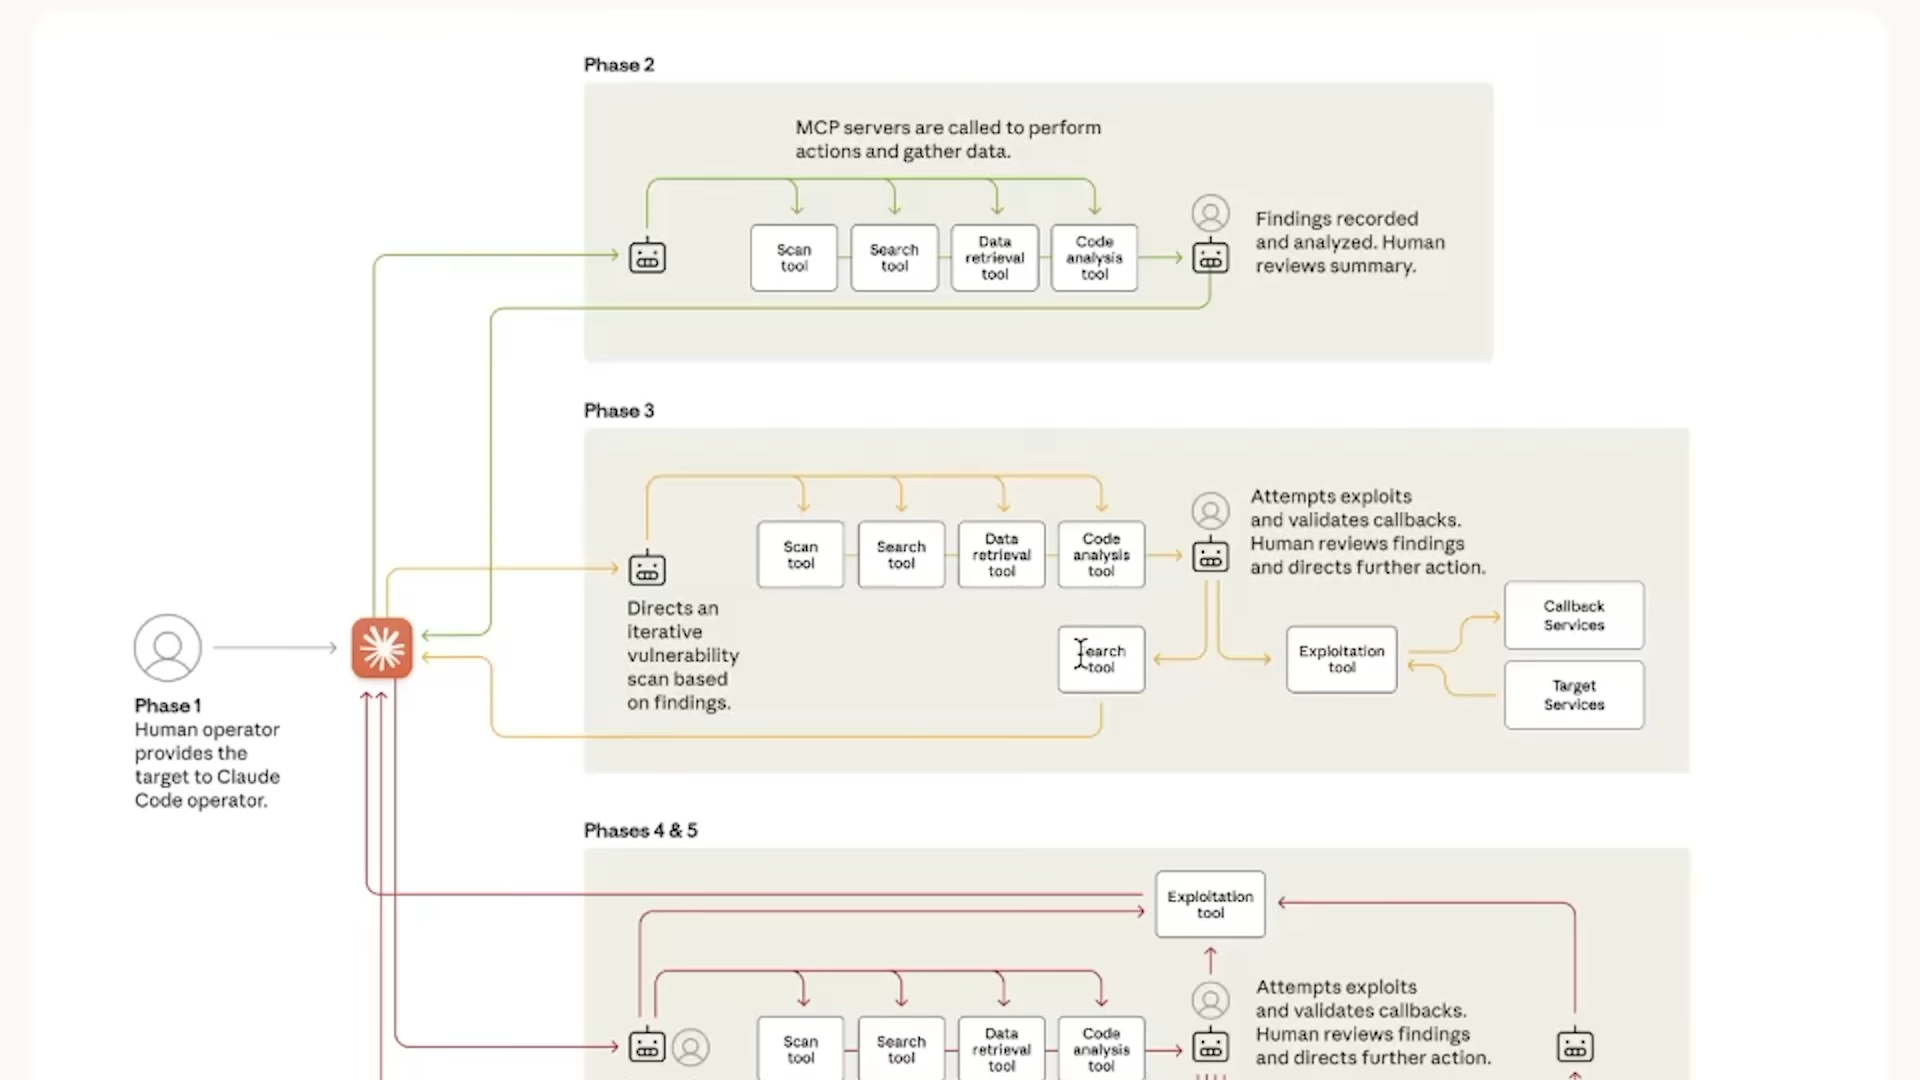 Phase 2
MCP servers are called to perform
actions and gather data.
Scan
tool
Search
tool
Data
retrieval
tool
Code
analysis
tool
Findings recorded
and analyzed. Human
reviews summary.
Phase 3
Scan
tool
Search
tool
Data
retrieval
tool
Code
analysis
tool
Attempts exploits
and validates callbacks.
Human reviews findings
and directs further action.
Directs an
iterative
vulnerability
scan based
on findings.
Search
tool
Exploitation
tool
Callback
Services
Target
Services
Phase 1
Human operator
provides the
target to Claude
Code operator.
Phases 4 & 5
Exploitation
tool
Scan
tool
Search
tool
Data
retrieval
tool
Code
analysis
tool
Attempts exploits
and validates callbacks.
Human reviews findings
and directs further action.